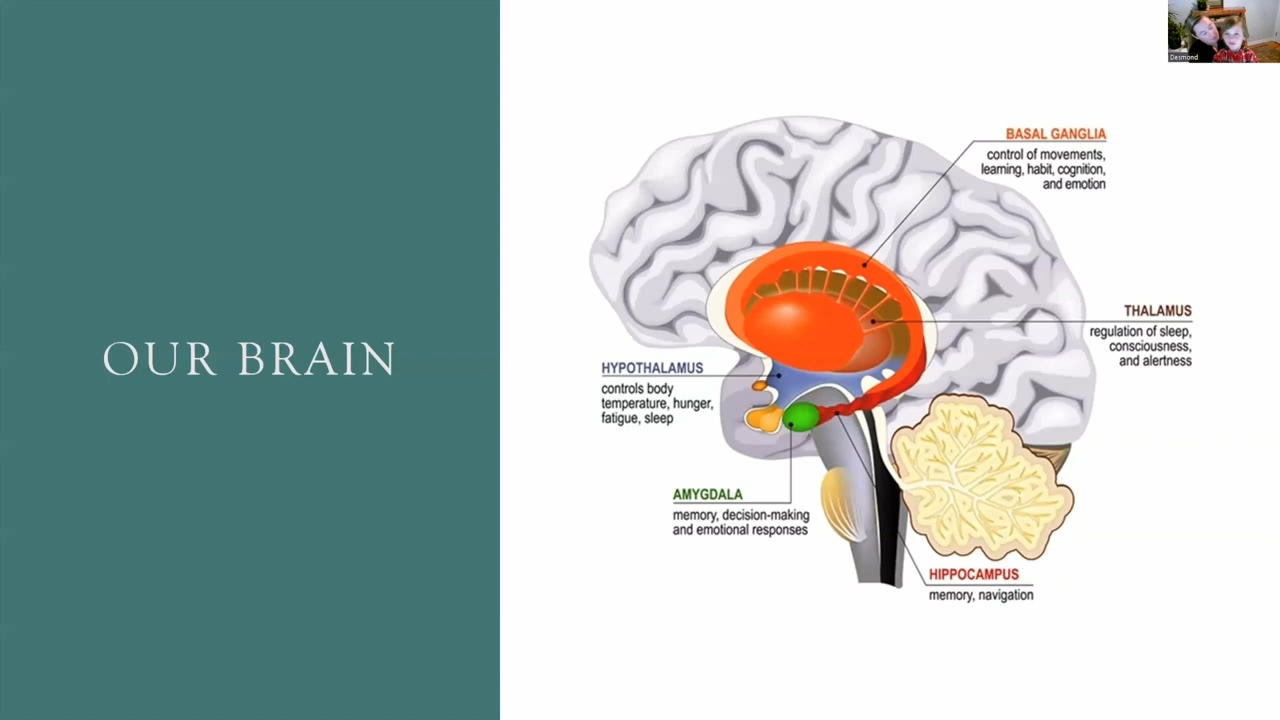 OUR BRAIN
BASAL GANGLIA
control of movements,
learning, habit, cognition,
and emotion
THALAMUS
regulation of sleep,
consciousness,
and alertness
HYPOTHALAMUS
controls body
temperature, hunger,
fatigue, sleep
AMYGDALA
memory, decision-making
and emotional responses
HIPPOCAMPUS
memory, navigation
Desmond